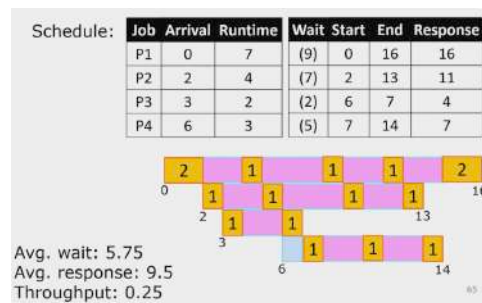 Schedule:
Job Arrival Runtime Wait Start End Response
P1 0 7 (9) 0 16 16
P2 2 4 (7) 2 13 11
P3 3 2 (2) 6 7 4
P4 6 3 (5) 7 14 7
2 1 1 1 2
0 16
1 1 1 1
2 13
1 1
3
1 1 1
6 14
Avg. wait: 5.75
Avg. response: 9.5
Throughput: 0.25
65